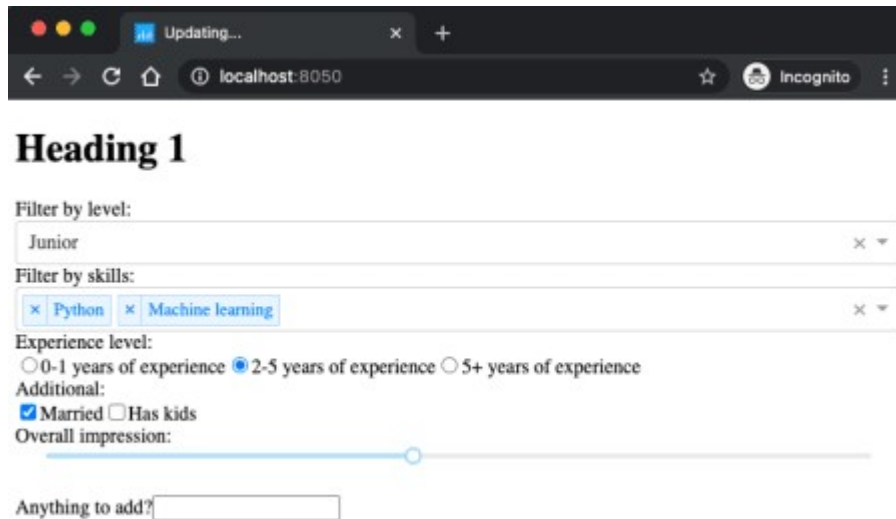 Updating...
localhost:8050 Incognito
Heading 1
Filter by level:
Junior
Filter by skills:
Python Machine learning
Experience level:
0-1 years of experience 2-5 years of experience 5+ years of experience
Additional:
Married Has kids
Overall impression:
Anything to add?